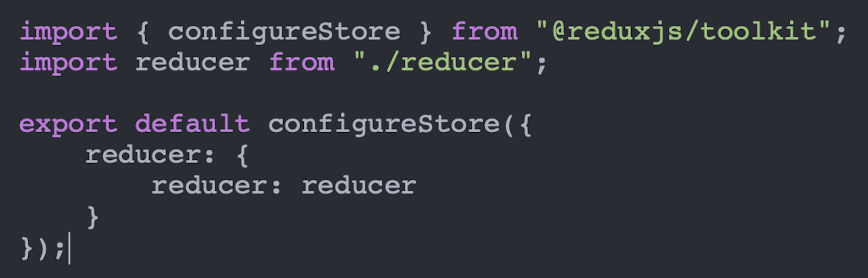 import { configureStore } from "@reduxjs/toolkit";
import reducer from "./reducer";

export default configureStore({
    reducer: {
        reducer: reducer
    }
});